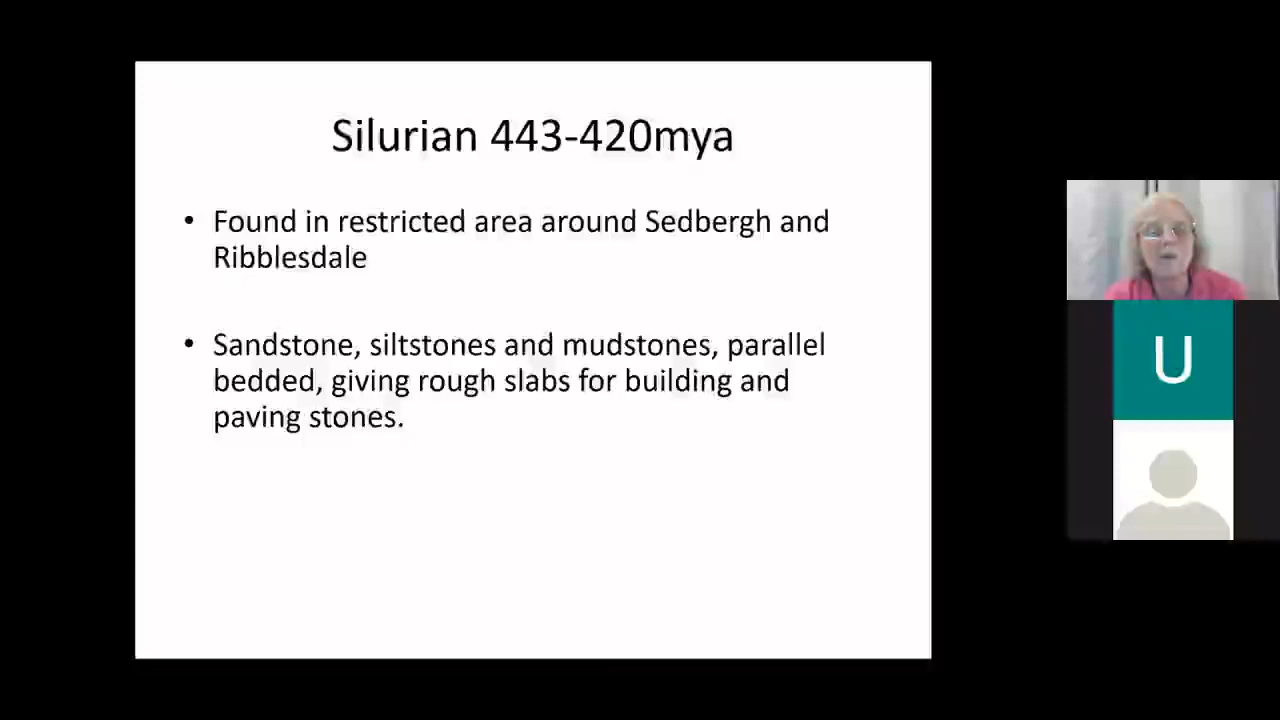 Silurian 443-420mya
• Found in restricted area around Sedbergh and
Ribblesdale
• Sandstone, siltstones and mudstones, parallel
bedded, giving rough slabs for building and
paving stones.
U